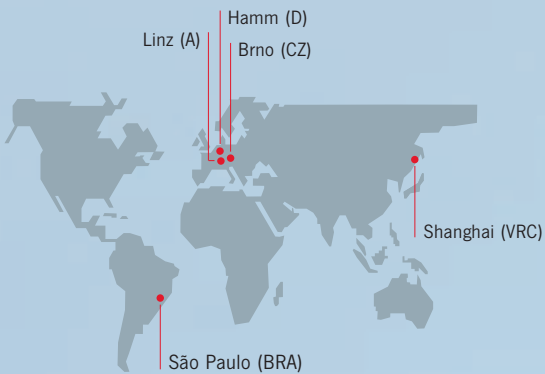 Hamm (D)
Linz (A)
Brno (CZ)
Shanghai (VRC)
São Paulo (BRA)